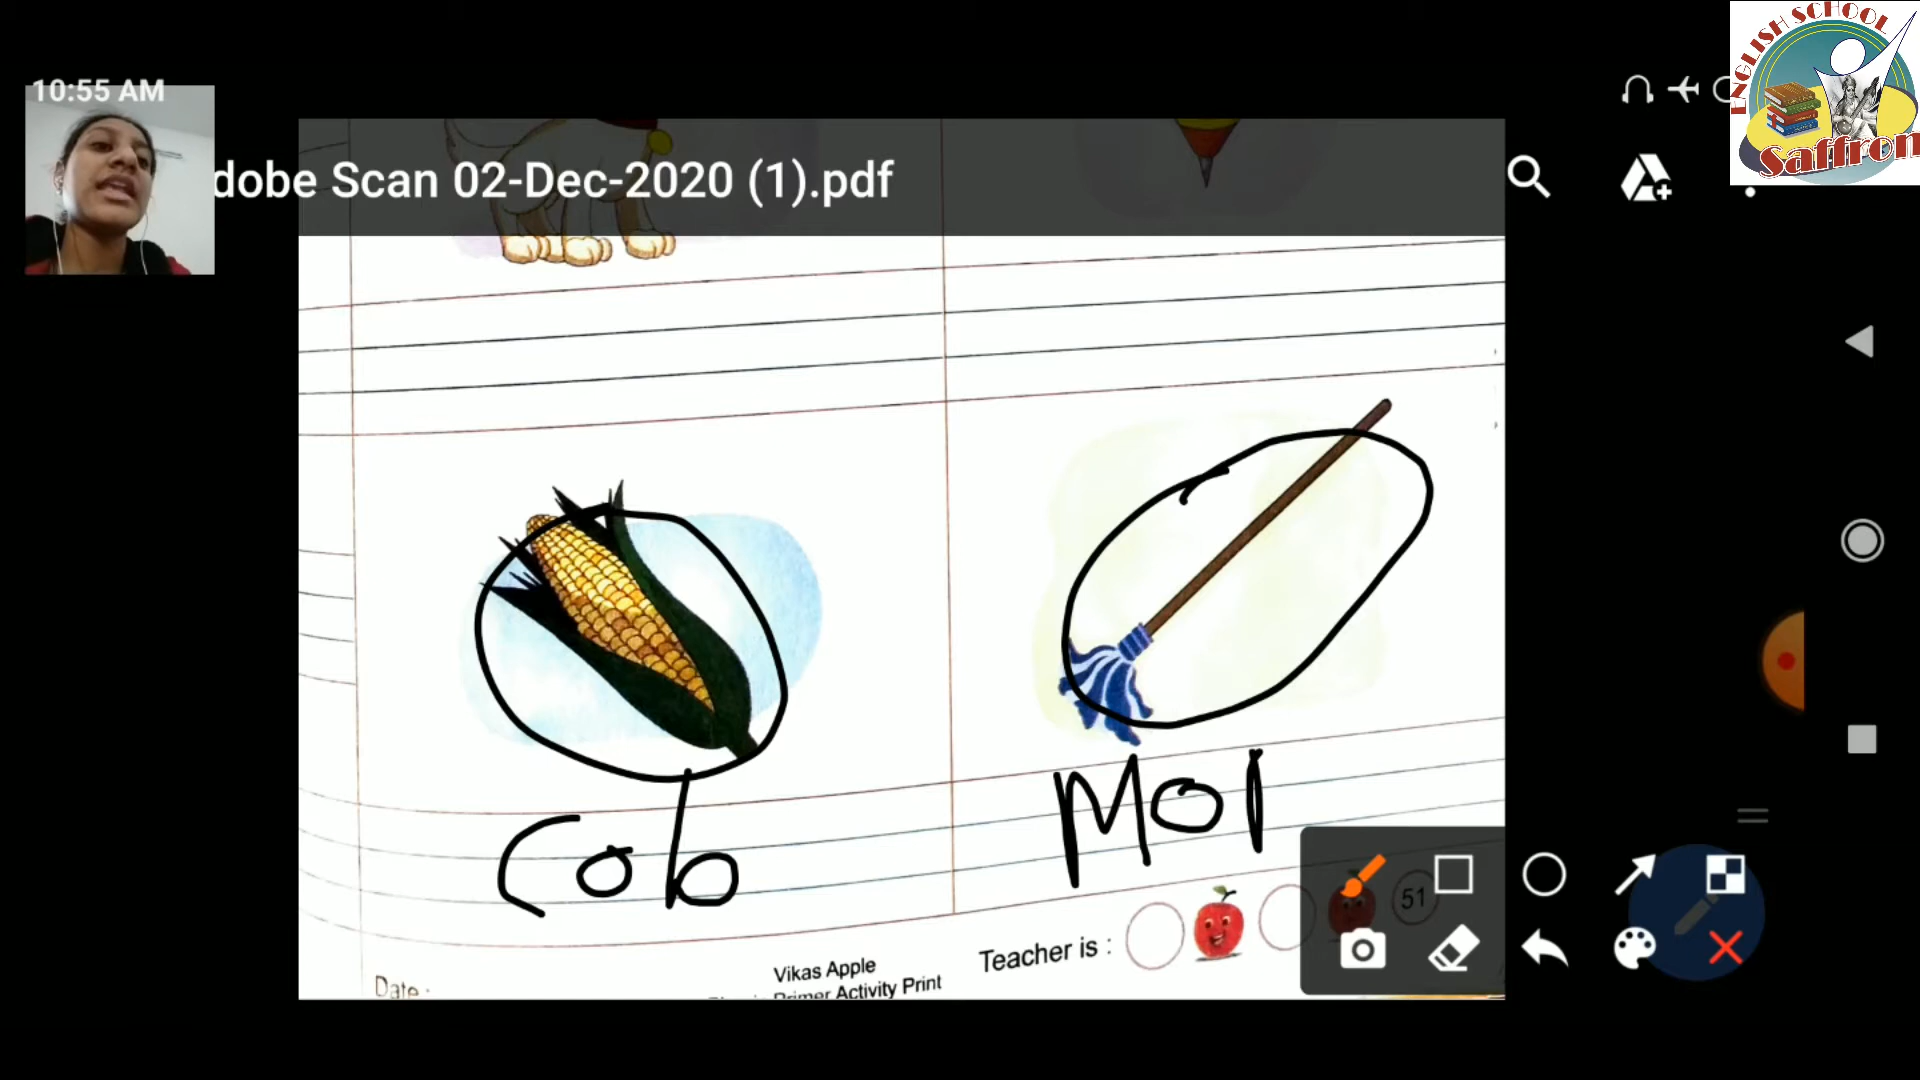 10:55 AM
ENGLISH SCHOOL
Saffron
dobe Scan 02-Dec-2020 (1).pdf
Cob
Mo
51
Teacher is :
Vikas Apple
Primer Activity Print
Date :